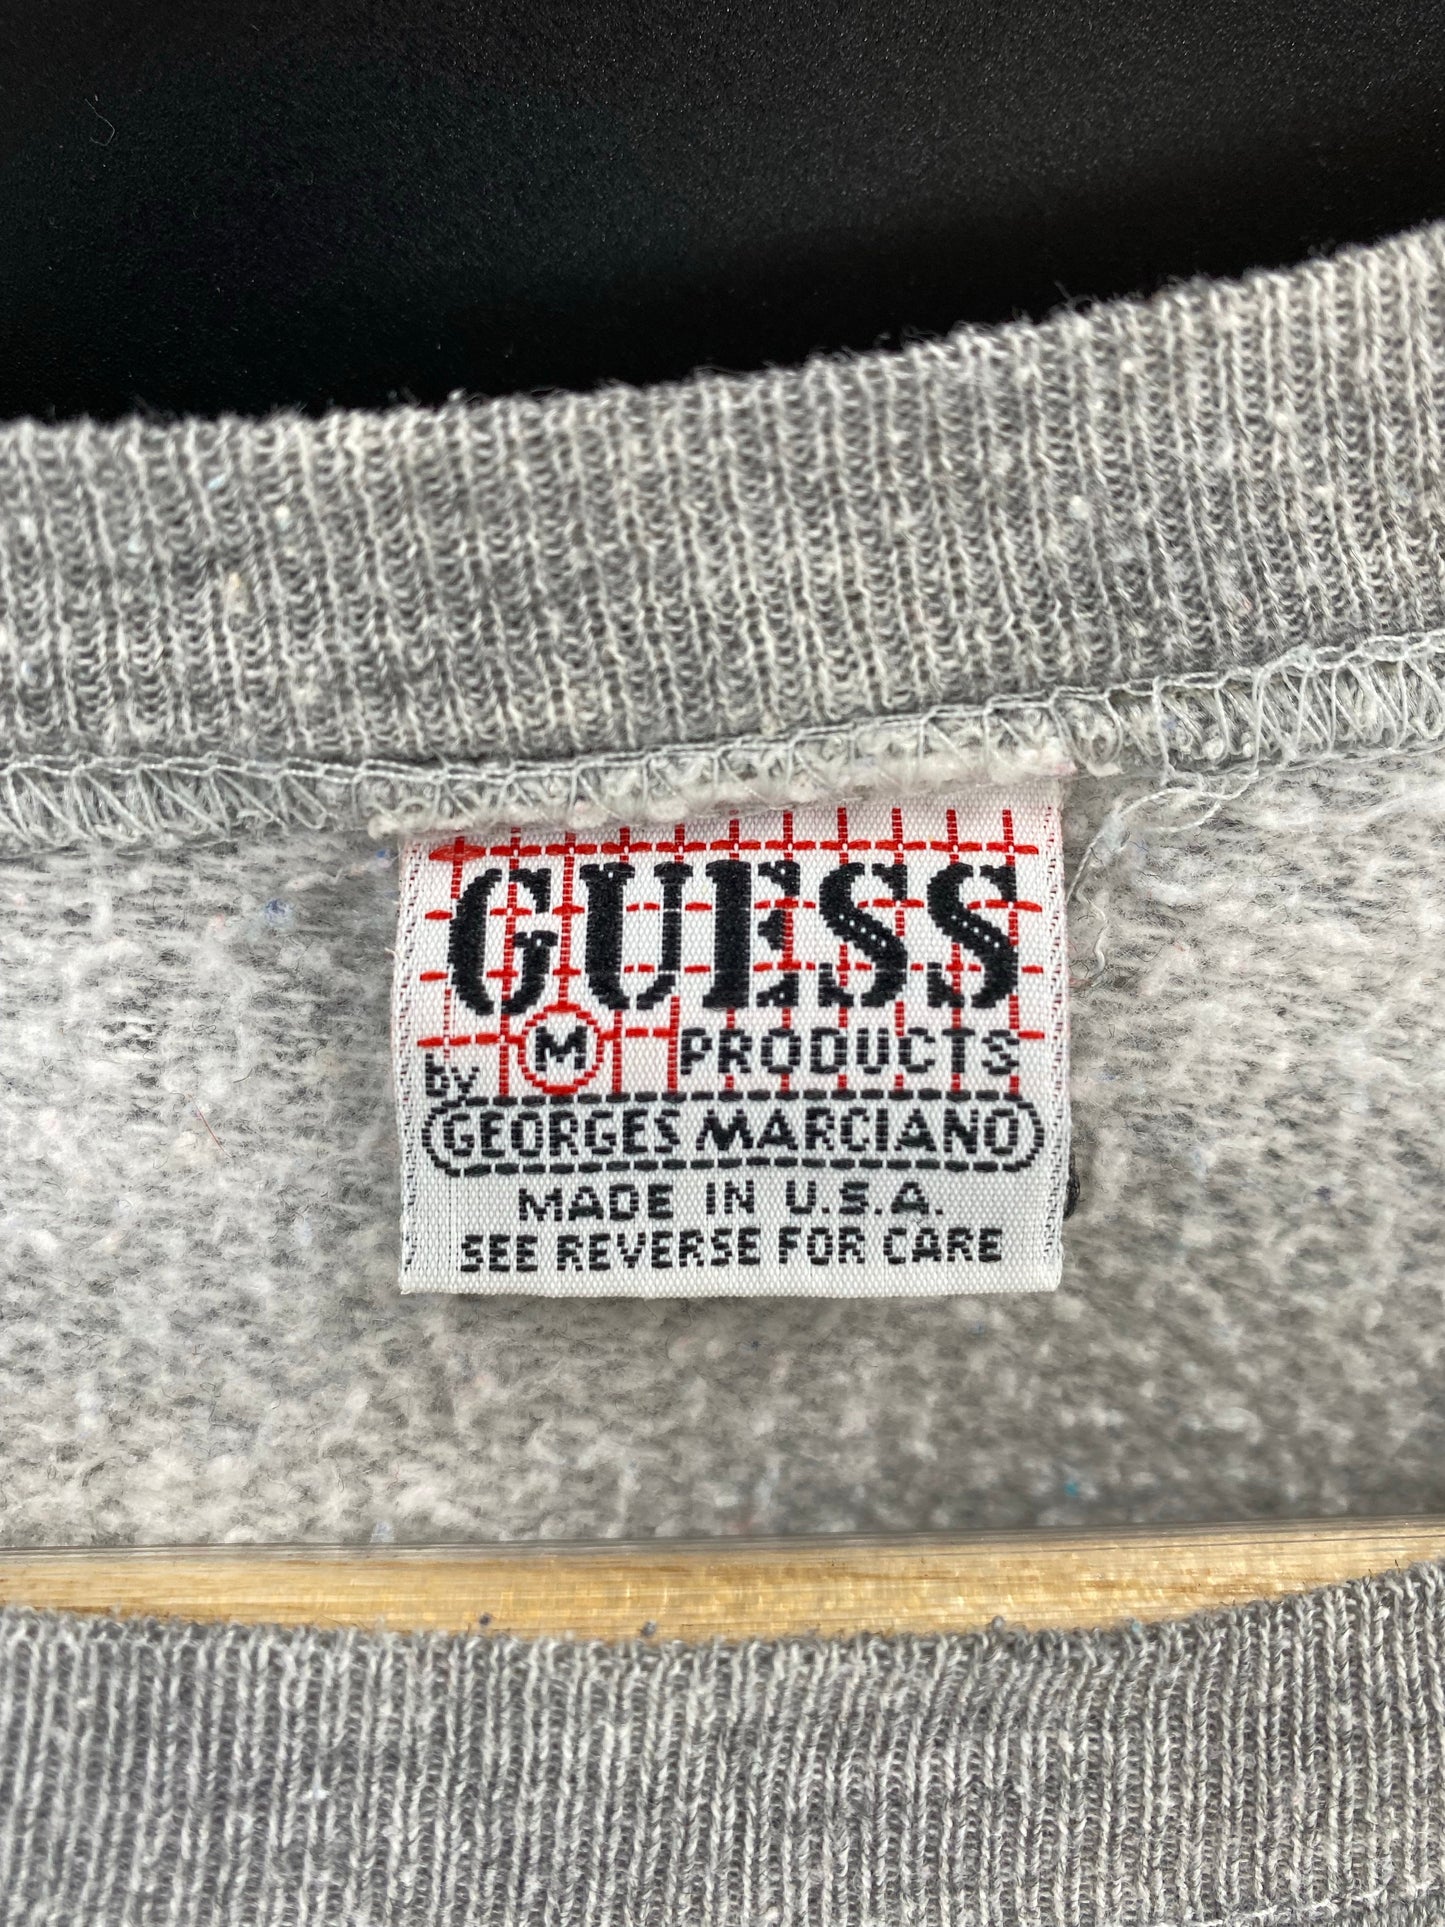 GUESS
M PRODUCTS
by
GEORGES MARCIANO
MADE IN U.S.A.
SEE REVERSE FOR CARE